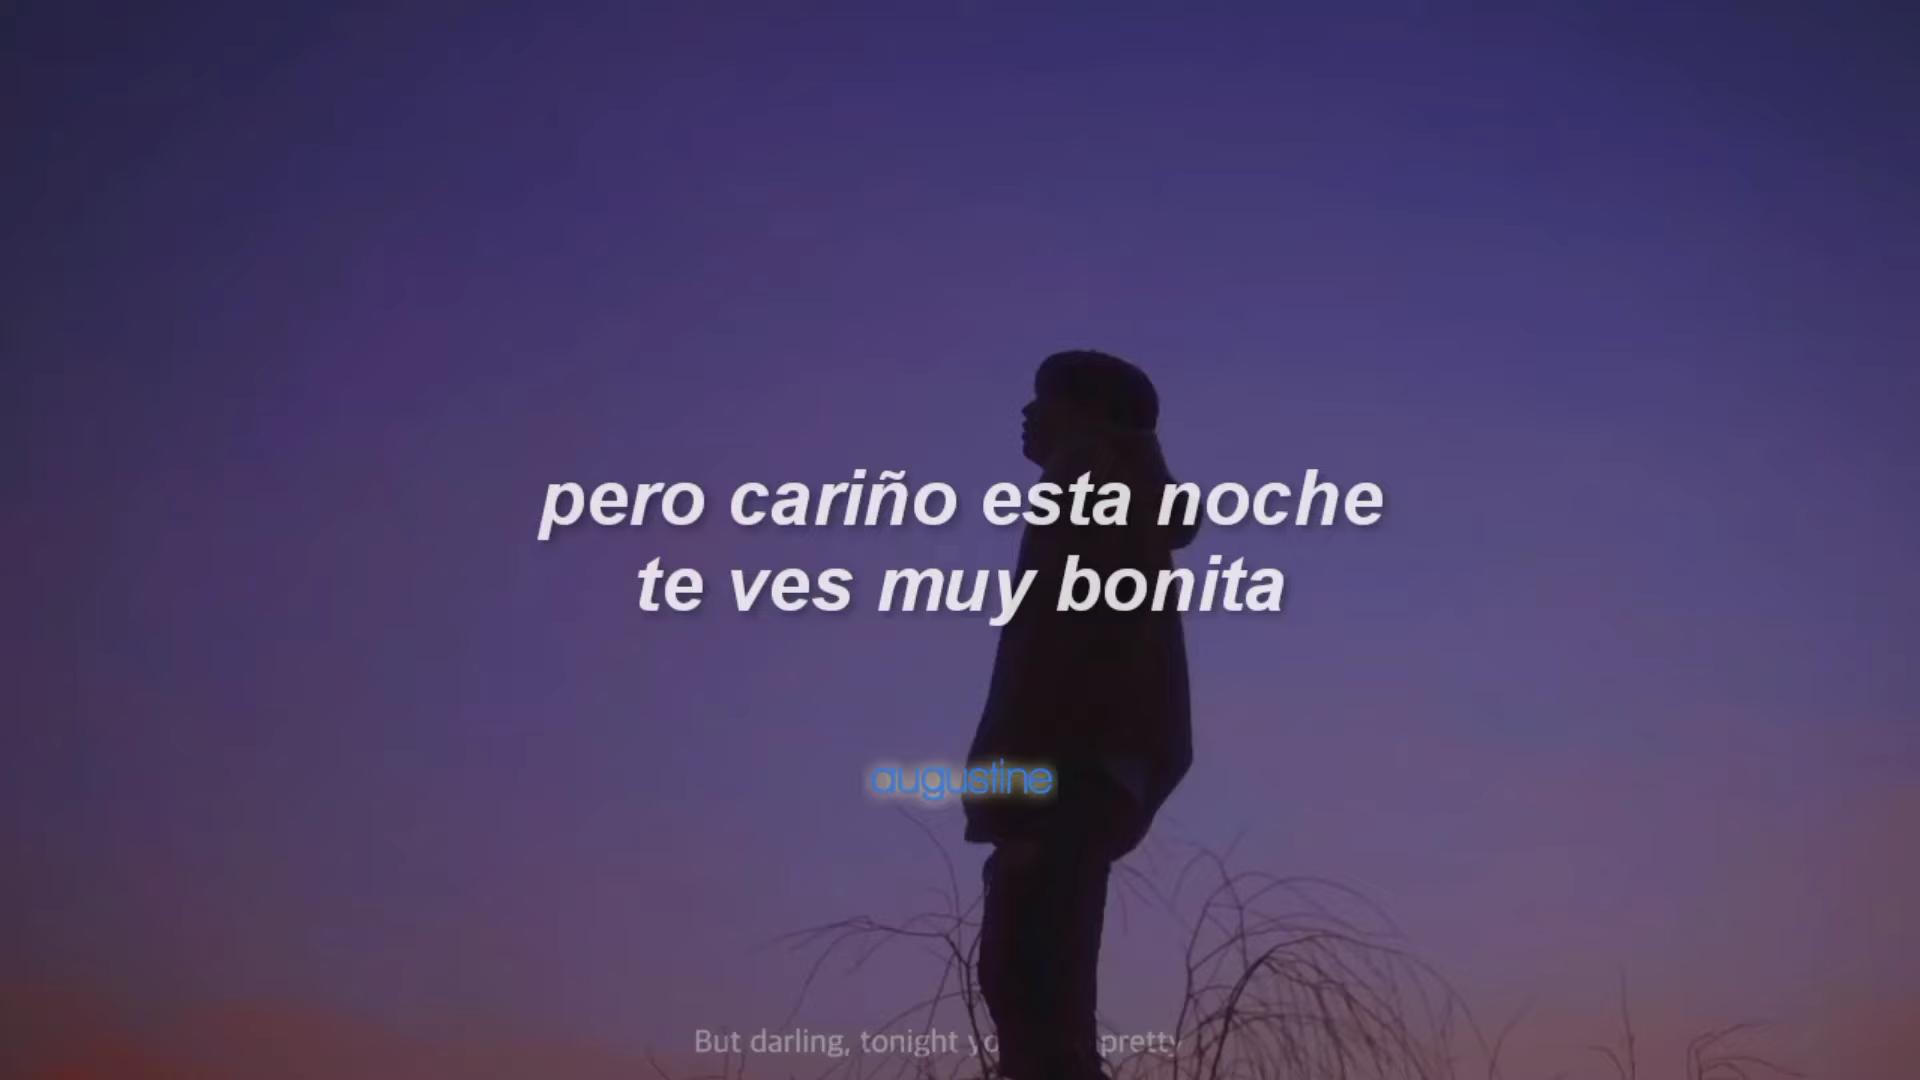 pero cariño esta noche
te ves muy bonita
augustine
But darling, tonight pretty